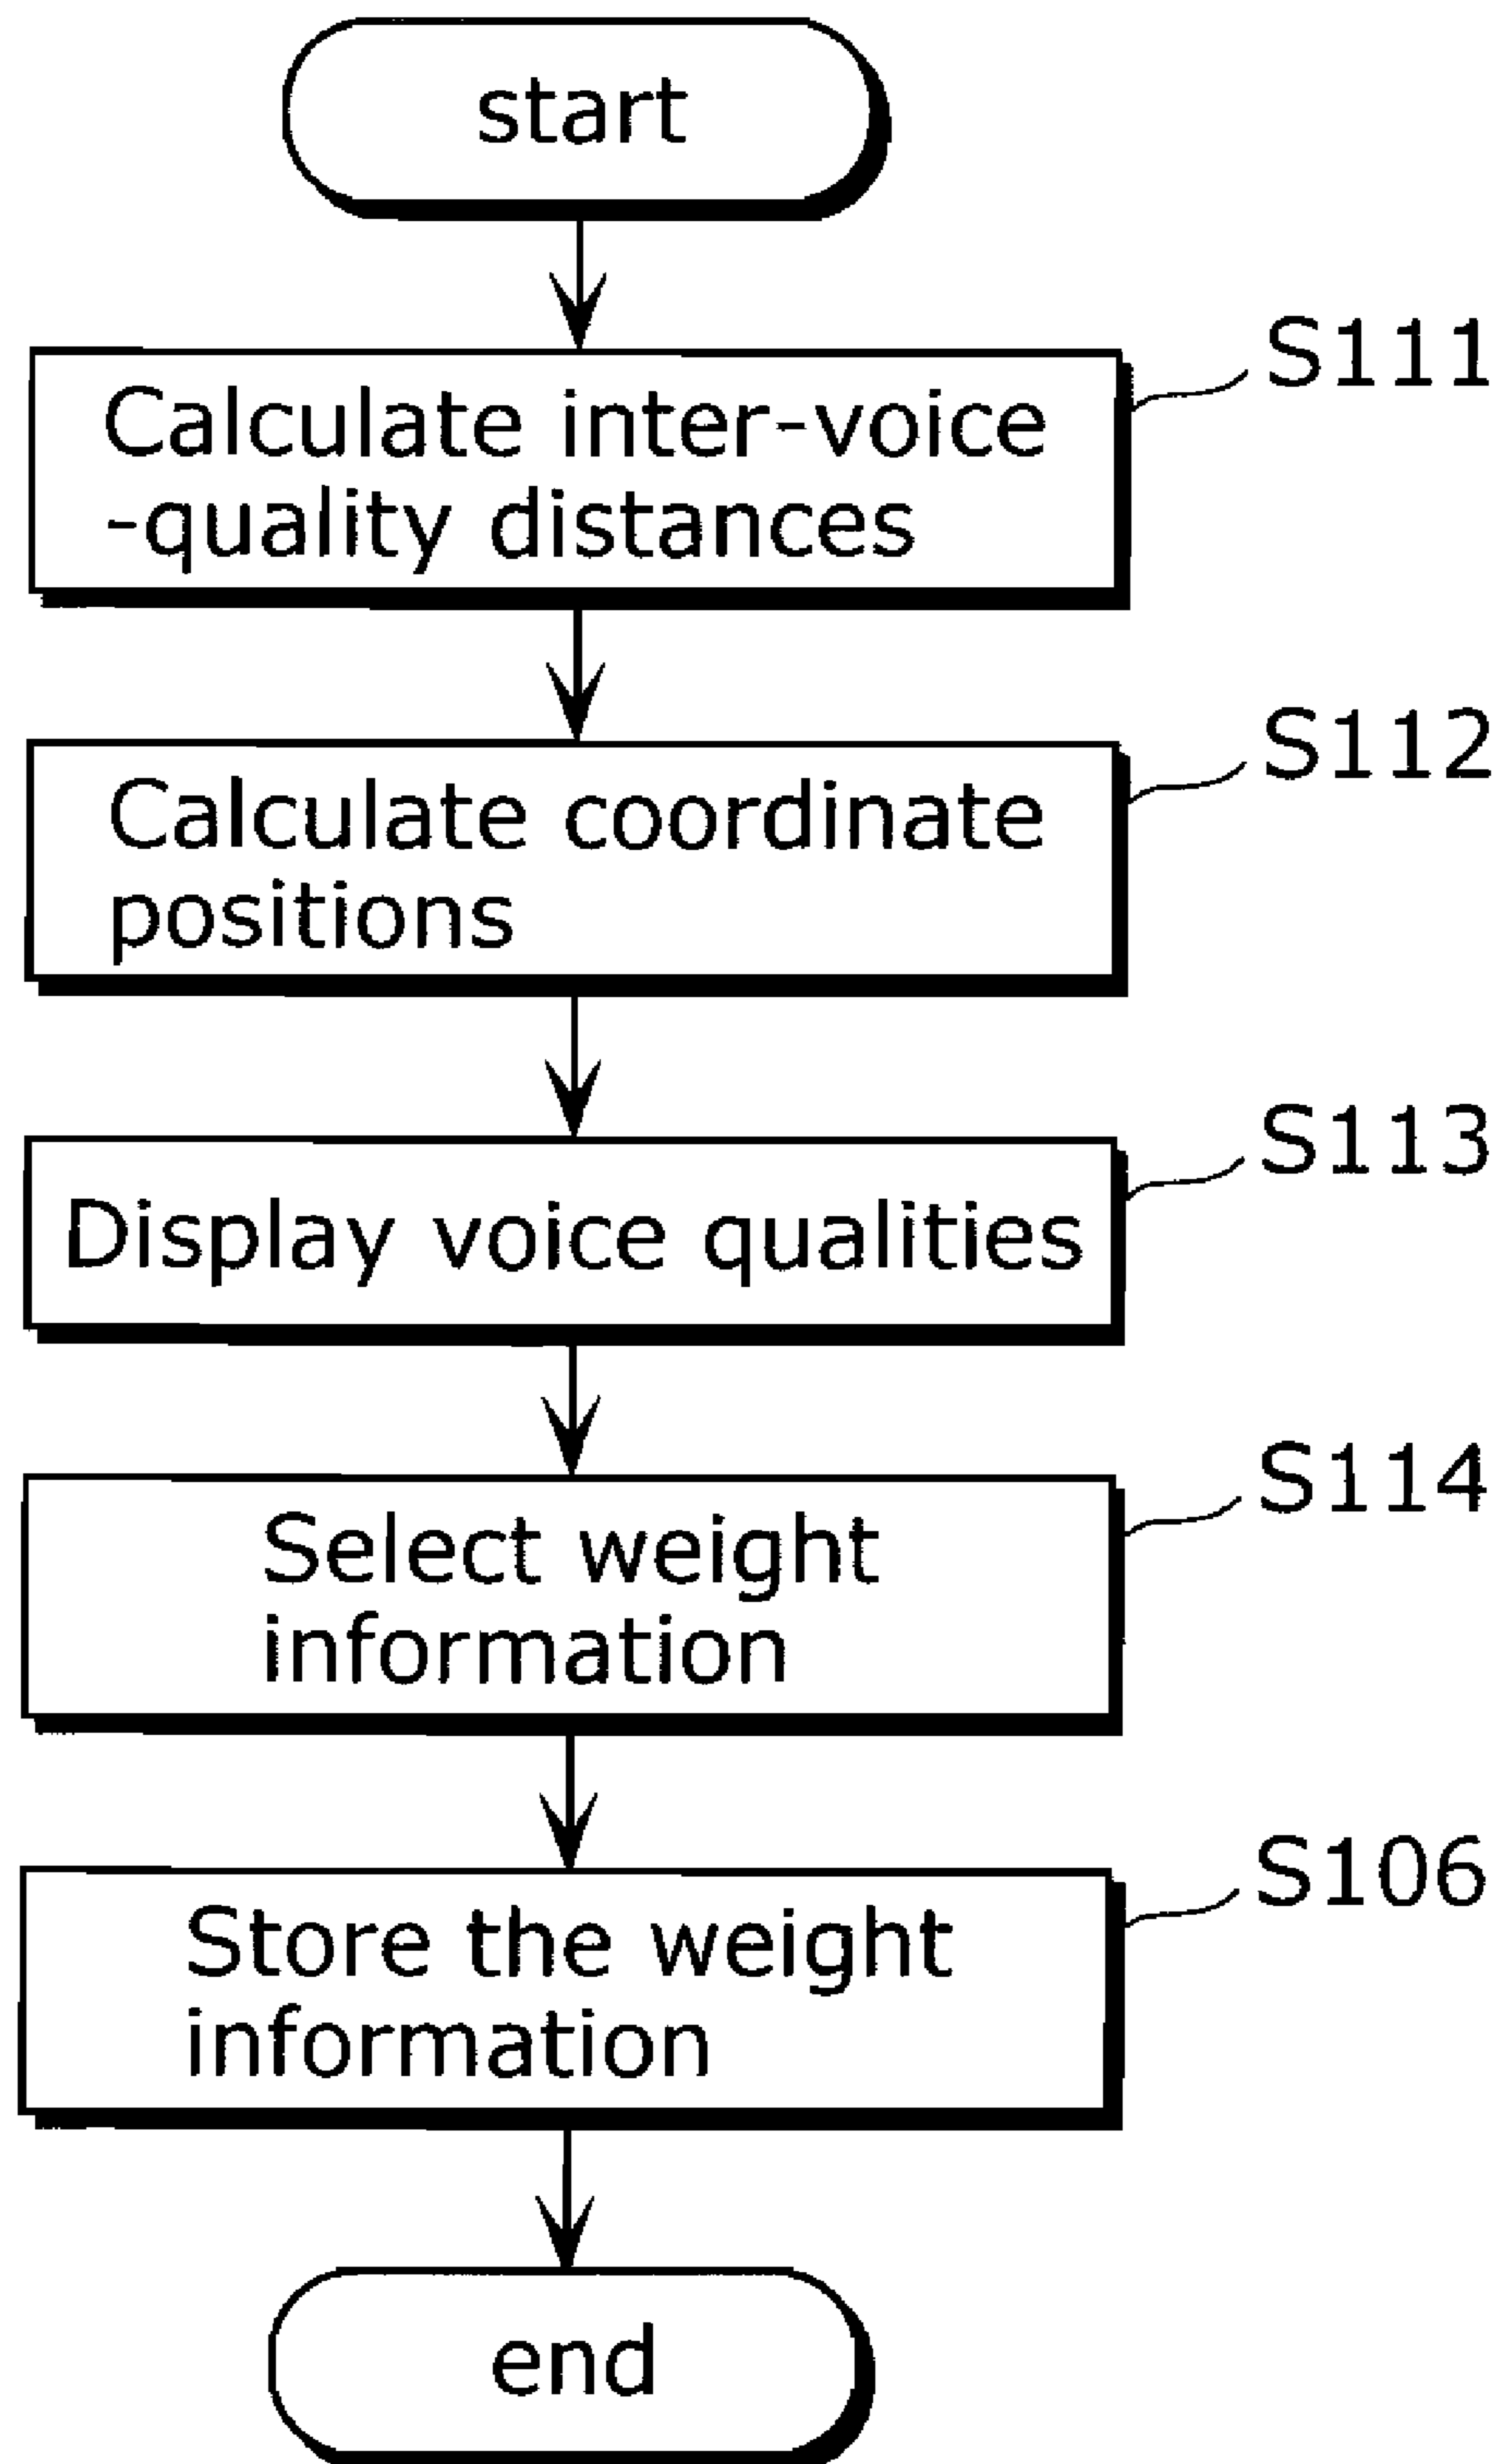 start
S111
Calculate inter-voice
-quality distances
S112
Calculate coordinate
positions
S113
Display voice qualities
S114
Select weight
information
S106
Store the weight
information
end